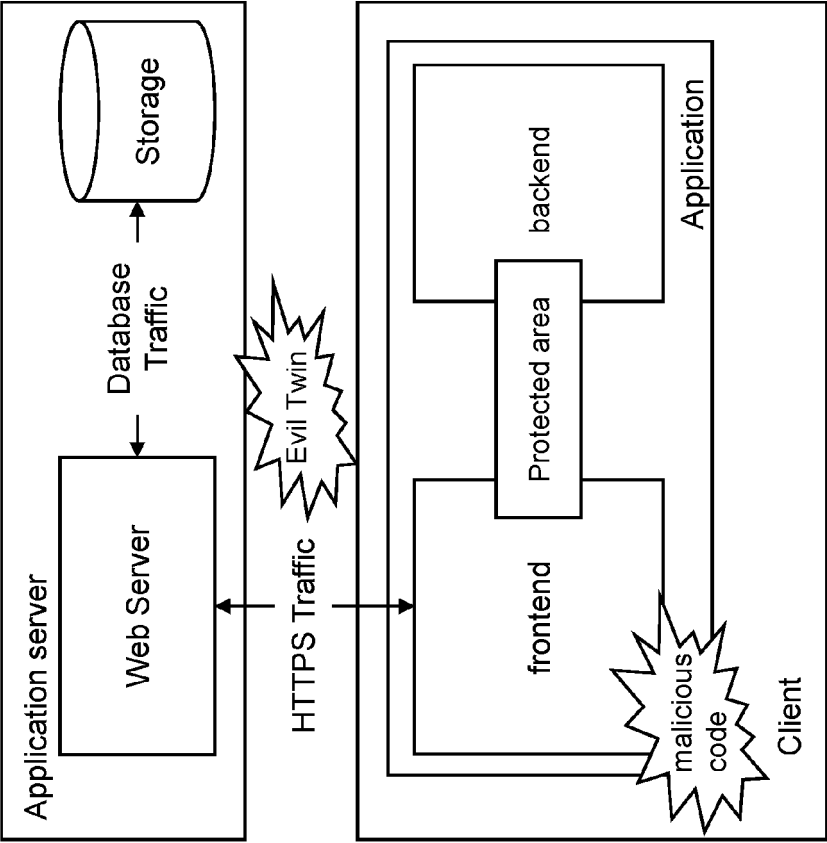 Application server
Web Server
Database
Traffic
Storage
HTTPS Traffic
Evil Twin
frontend
Protected area
backend
malicious
code
Application
Client